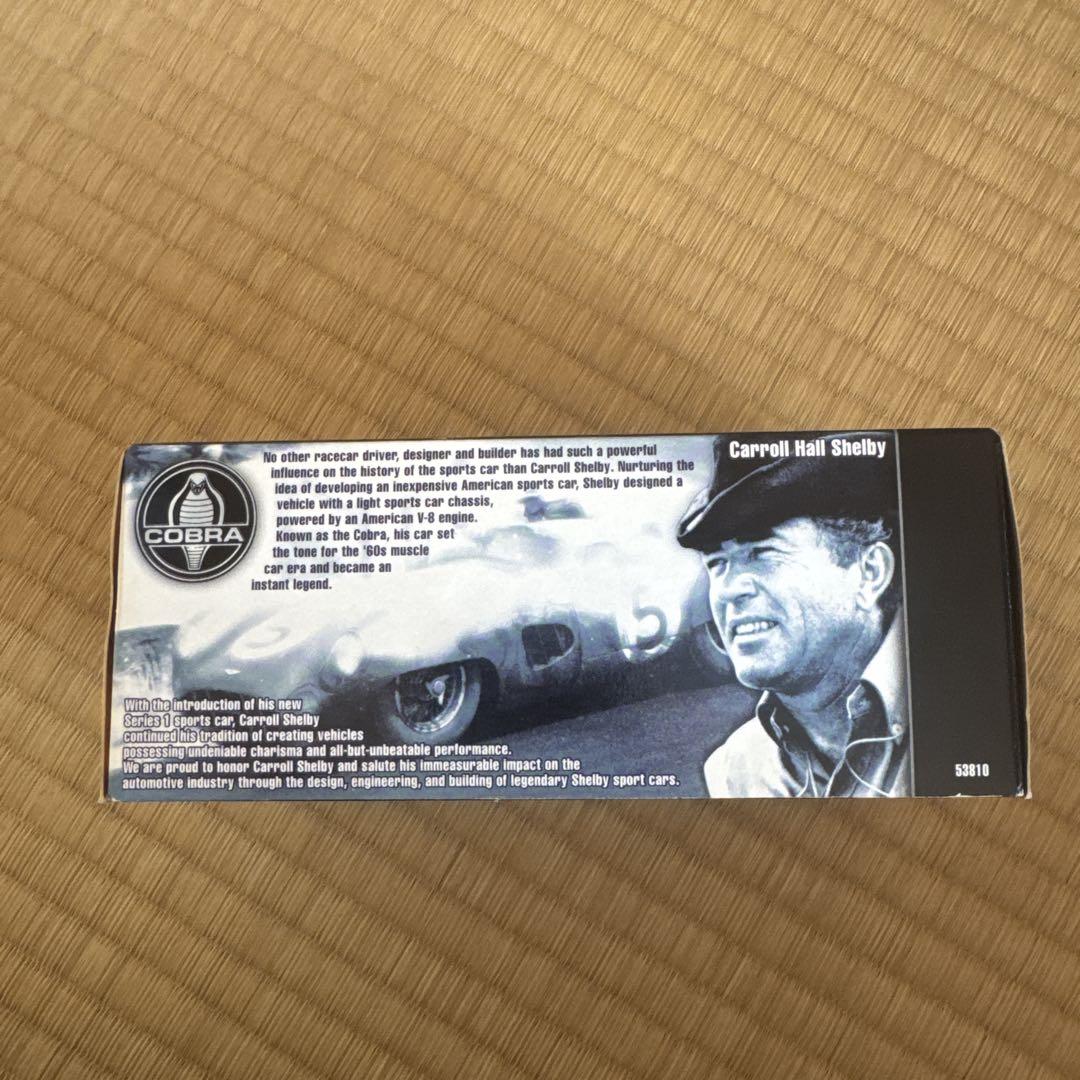 No other racecar driver, designer and builder has had such a powerful
influence on the history of the sports car than Carroll Shelby. Nurturing the
idea of developing an inexpensive American sports car, Shelby designed a
vehicle with a light sports car chassis,
powered by an American V-8 engine.
Known as the Cobra, his car set
the tone for the '60s muscle
car era and became an
instant legend.
COBRA
Carroll Hall Shelby
5
With the introduction of his new
Series 1 sports car, Carroll Shelby
continued his tradition of creating vehicles
possessing undeniable charisma and all-but-unbeatable performance.
We are proud to honor Carroll Shelby and salute his immeasurable impact on the
automotive industry through the design, engineering, and building of legendary Shelby sport cars.
53810